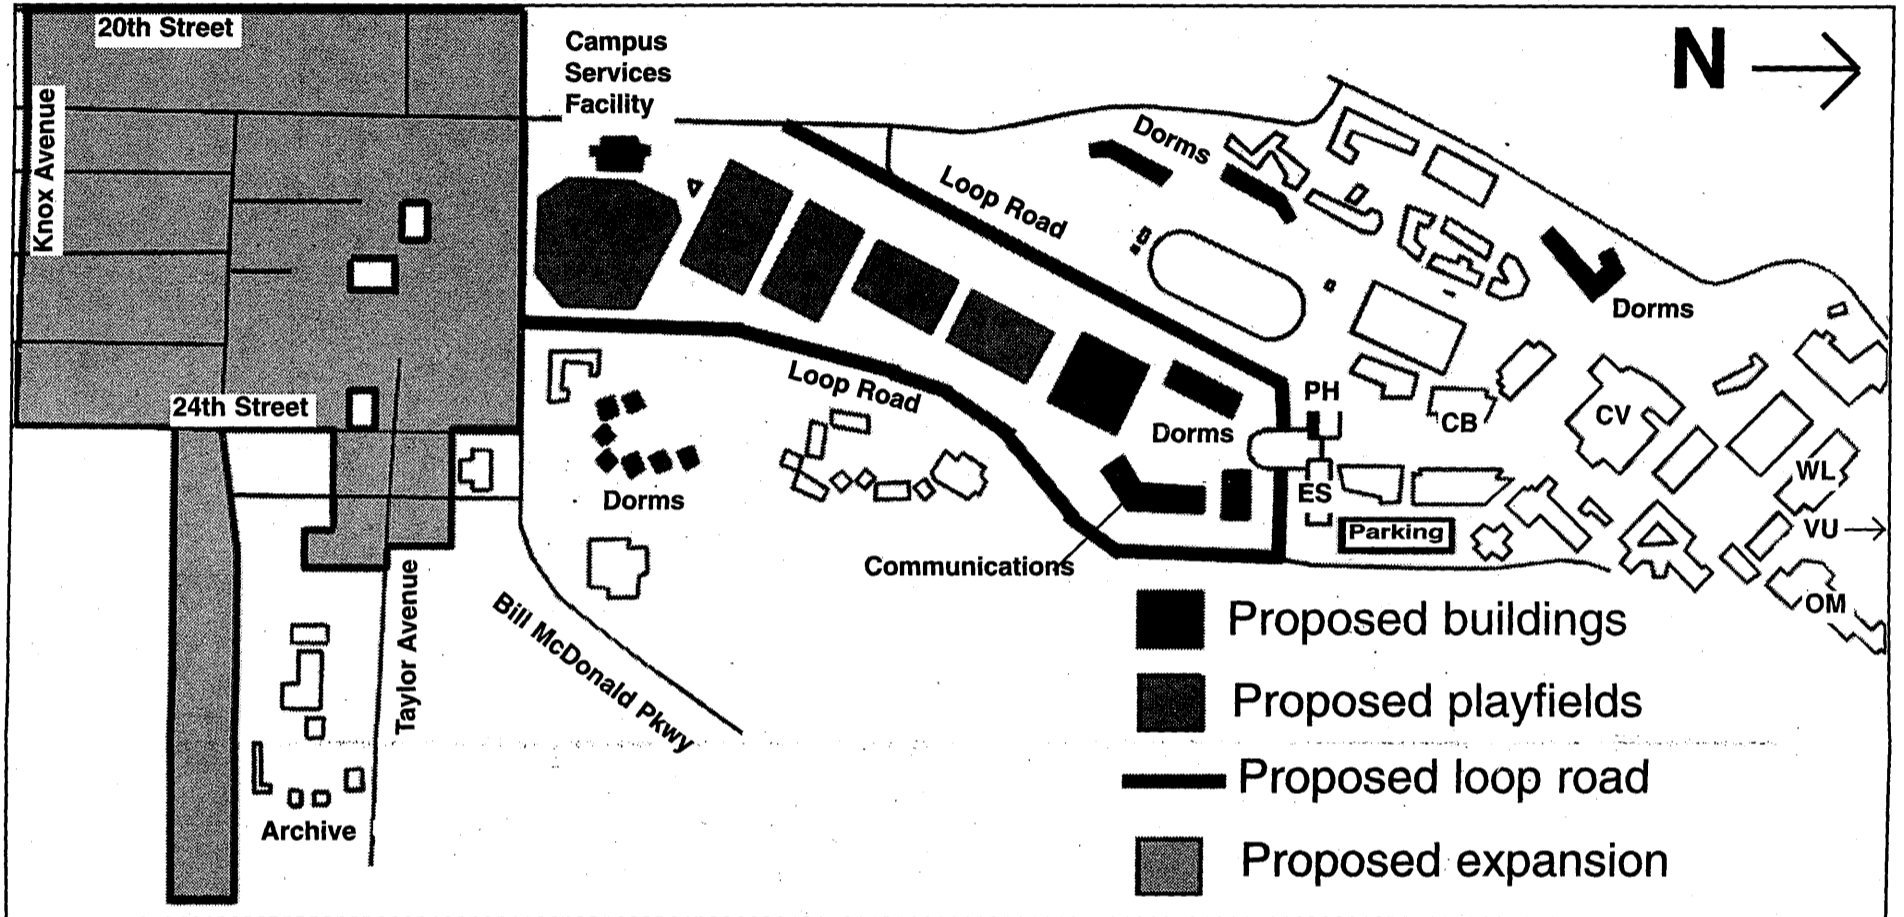 20th Street
Campus
Services
Facility
N
Knox Avenue
Dorms
Loop Road
Dorms
24th Street
Loop Road
PH
CB
CV
Dorms
WL
Dorms
ES
Parking
VU
Communications
OM
Taylor Avenue
Bill McDonald Pkwy
Archive
Proposed buildings
Proposed playfields
Proposed loop road
Proposed expansion